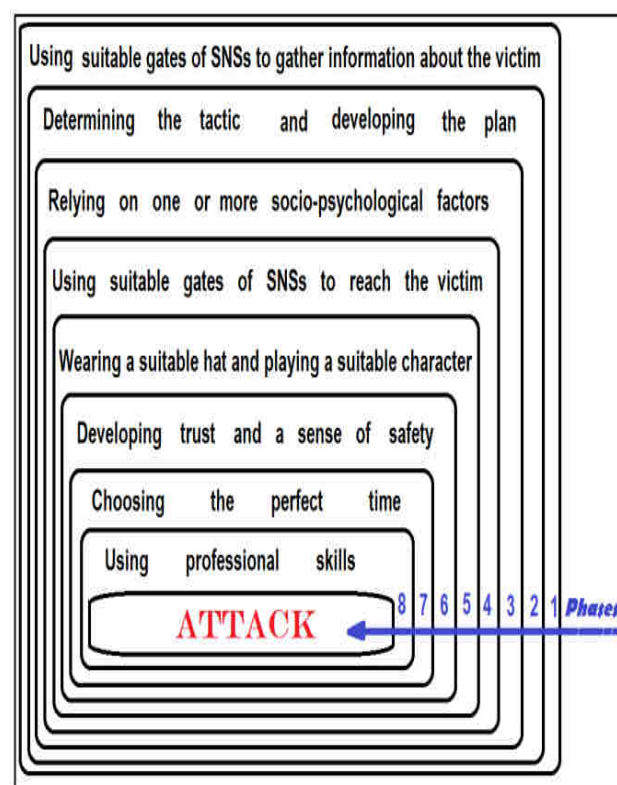 Using suitable gates of SNSs to gather information about the victim
Determining the tactic and developing the plan
Relying on one or more socio-psychological factors
Using suitable gates of SNSs to reach the victim
Wearing a suitable hat and playing a suitable character
Developing trust and a sense of safety
Choosing the perfect time
Using professional skills
ATTACK 8 7 6 5 4 3 2 1 Phases